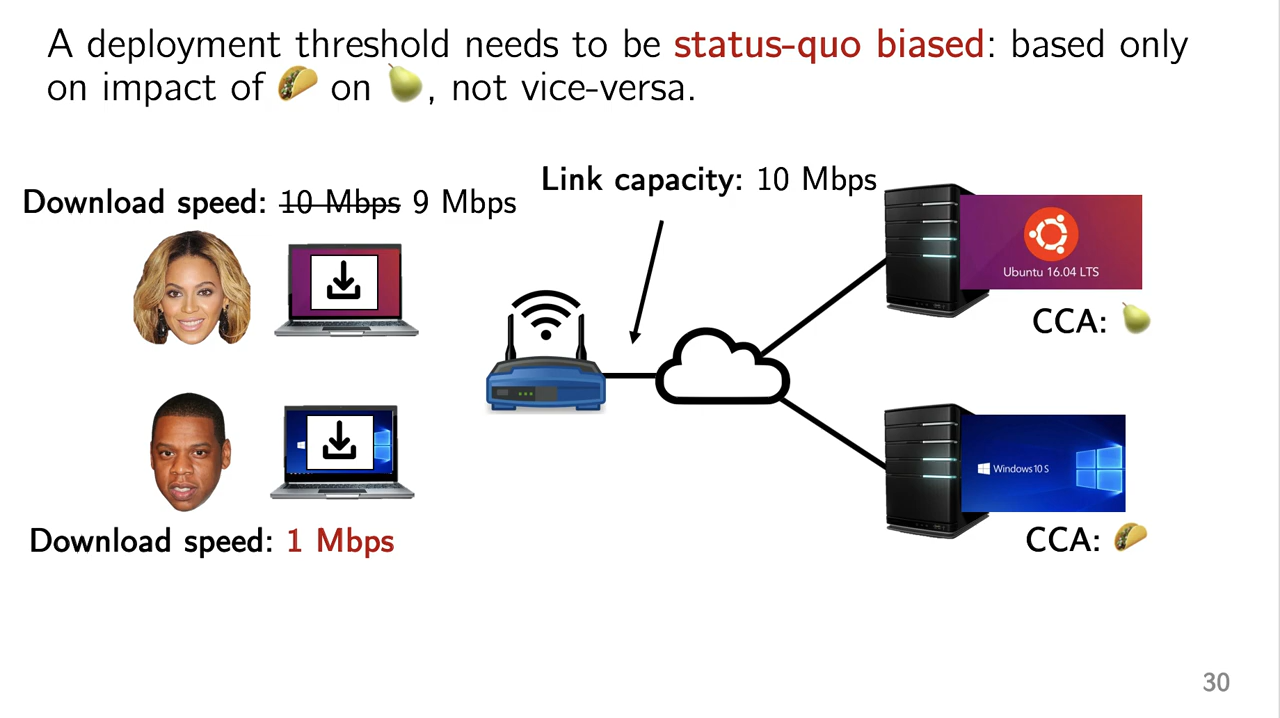 A deployment threshold needs to be status-quo biased: based only
on impact of 🌮 on 🍐, not vice-versa.
Link capacity: 10 Mbps
Download speed: 10 Mbps 9 Mbps
Ubuntu 16.04 LTS
CCA: 🍐
Windows 10 S
CCA: 🌮
Download speed: 1 Mbps
30